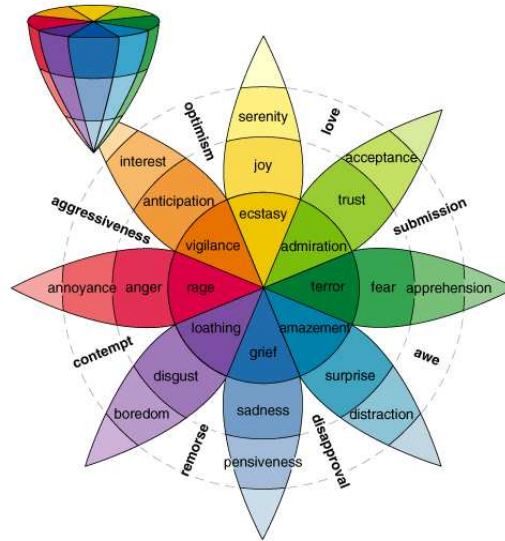 serenity
optimism
love
interest
joy
acceptance
anticipation
trust
aggressiveness
ecstasy
submission
vigilance
admiration
annoyance
anger
rage
terror
fear
apprehension
loathing
amazement
contempt
grief
awe
disgust
surprise
boredom
sadness
distraction
remorse
pensiveness
disapproval